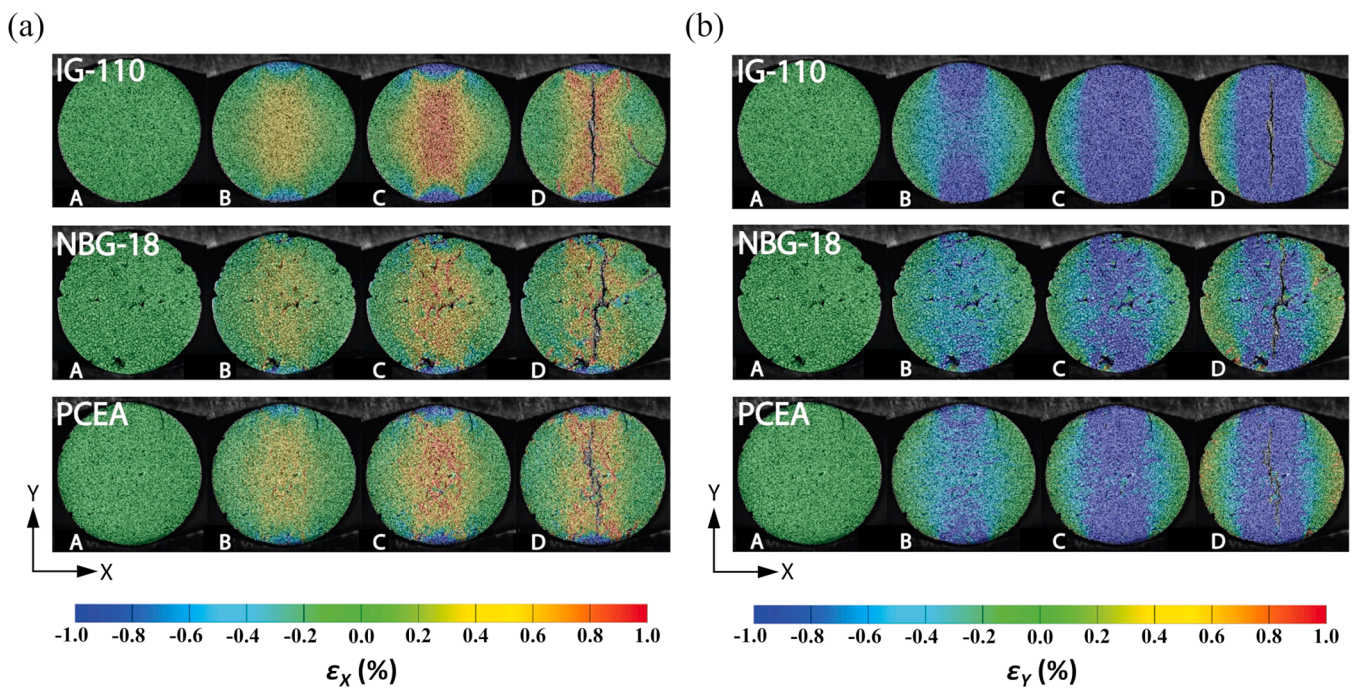 (a)
IG-110
A B C D
NBG-18
A B C D
PCEA
A B C D
Y
X
-1.0 -0.8 -0.6 -0.4 -0.2 0.0 0.2 0.4 0.6 0.8 1.0
εX (%)
(b)
IG-110
A B C D
NBG-18
A B C D
PCEA
A B C D
Y
X
-1.0 -0.8 -0.6 -0.4 -0.2 0.0 0.2 0.4 0.6 0.8 1.0
εY (%)